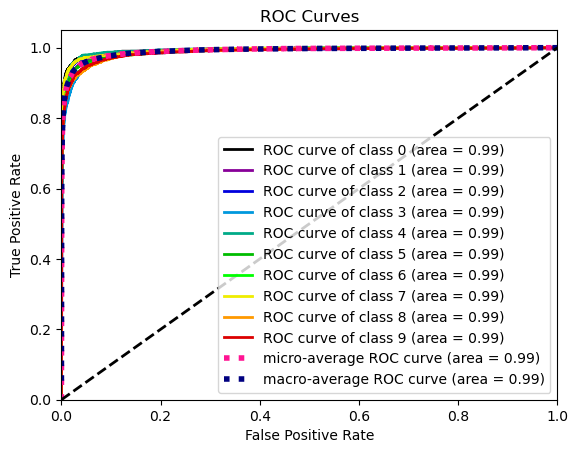 ROC Curves
True Positive Rate
1.0
0.8
0.6
0.4
0.2
0.0
ROC curve of class 0 (area = 0.99)
ROC curve of class 1 (area = 0.99)
ROC curve of class 2 (area = 0.99)
ROC curve of class 3 (area = 0.99)
ROC curve of class 4 (area = 0.99)
ROC curve of class 5 (area = 0.99)
ROC curve of class 6 (area = 0.99)
ROC curve of class 7 (area = 0.99)
ROC curve of class 8 (area = 0.99)
ROC curve of class 9 (area = 0.99)
micro-average ROC curve (area = 0.99)
macro-average ROC curve (area = 0.99)
0.0 0.2 0.4 0.6 0.8 1.0
False Positive Rate